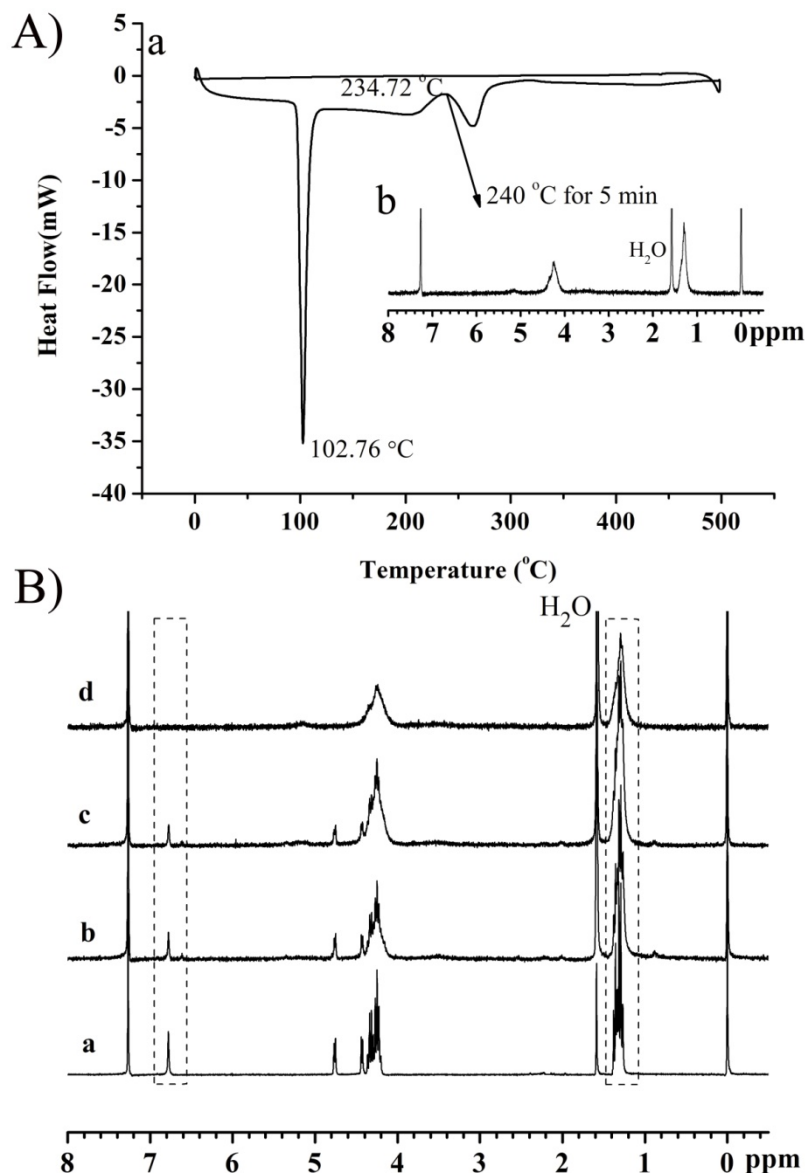 A)
a
5
0
-5
-10
-15
-20
-25
-30
-35
-40
Heat Flow(mW)
234.72 °C
240 °C for 5 min
b
H₂O
8 7 6 5 4 3 2 1 0ppm
102.76 °C
0 100 200 300 400 500
Temperature (°C)
B)
H₂O
d
c
b
a
8 7 6 5 4 3 2 1 0 ppm